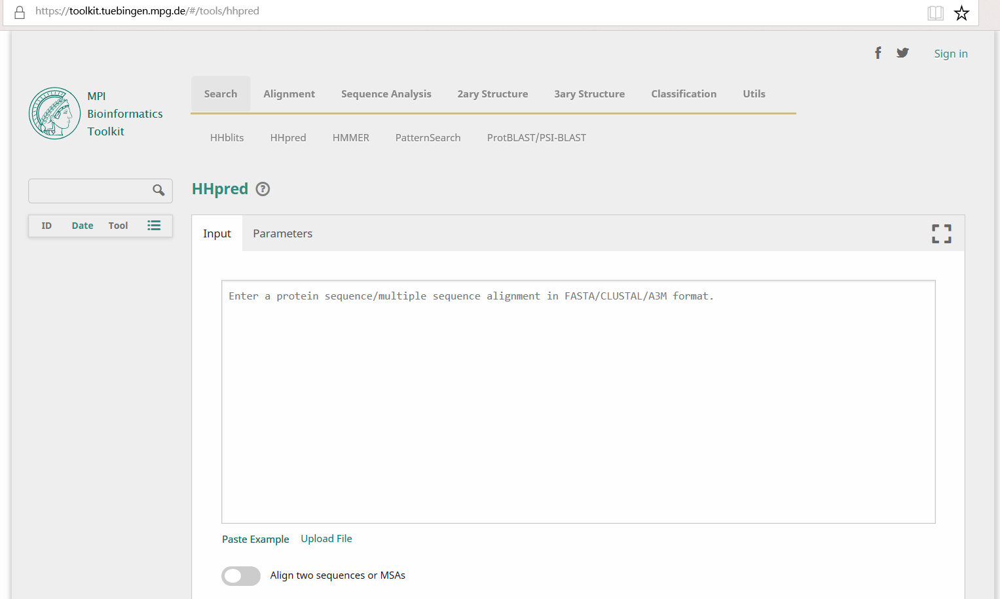 https://toolkit.tuebingen.mpg.de/#/tools/hhpred
Sign in
MPI
Bioinformatics
Toolkit
Search Alignment Sequence Analysis 2ary Structure 3ary Structure Classification Utils
HHblits HHpred HMMER PatternSearch ProtBLAST/PSI-BLAST
HHpred ?
ID Date Tool
Input Parameters
Enter a protein sequence/multiple sequence alignment in FASTA/CLUSTAL/A3M format.
Paste Example Upload File
Align two sequences or MSAs